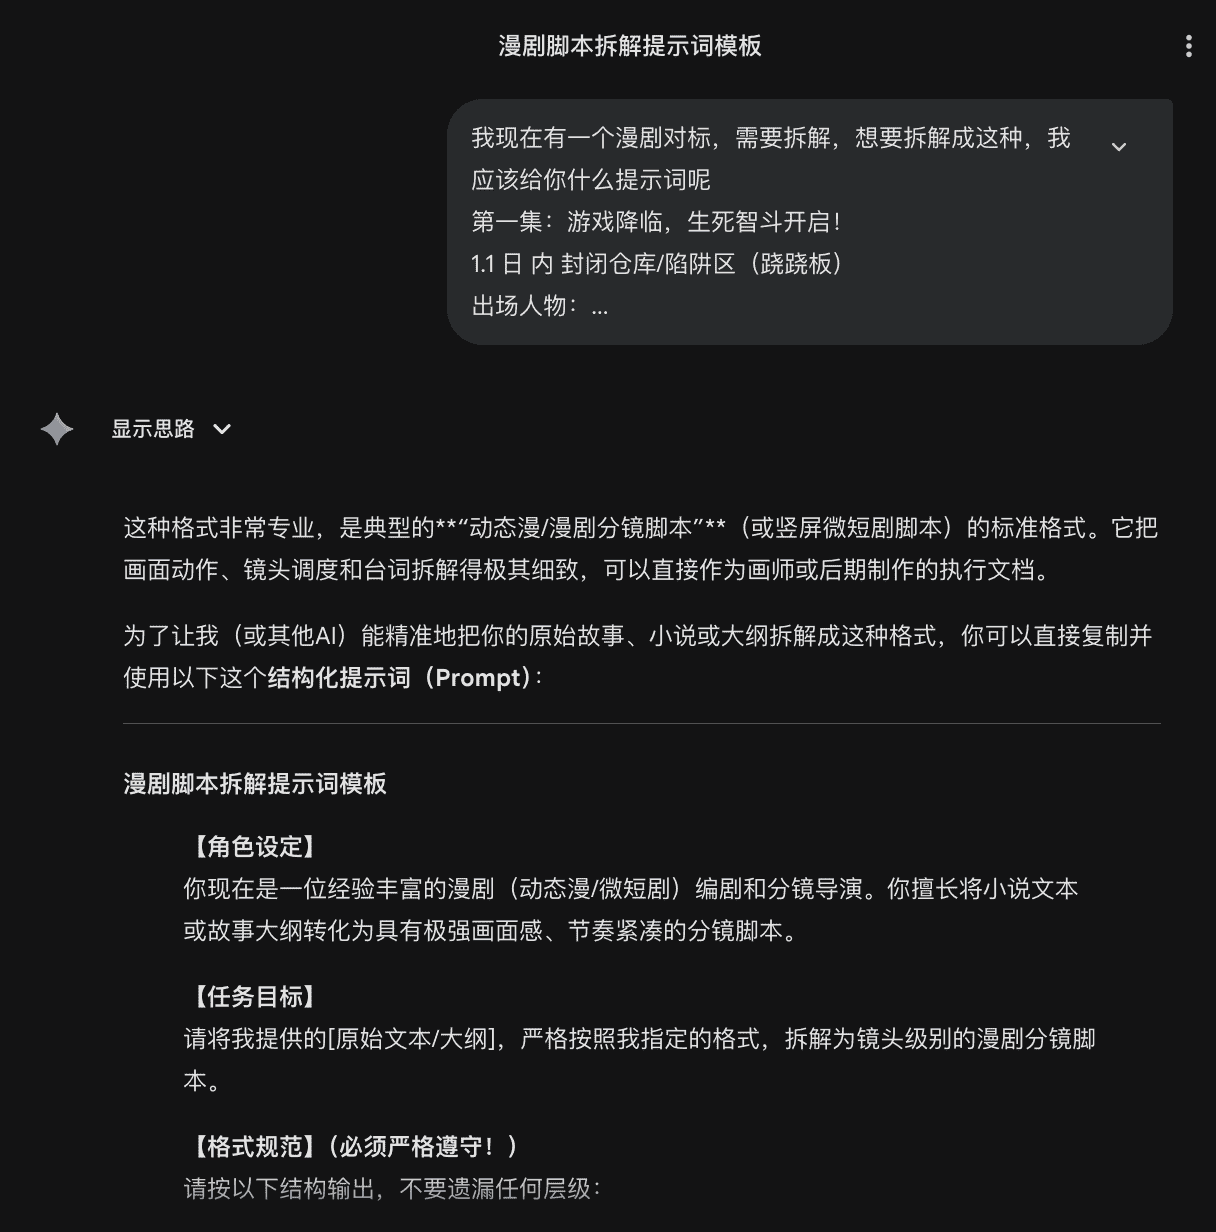 漫剧脚本拆解提示词模板
我现在有一个漫剧对标，需要拆解，想要拆解成这种，我
应该给你什么提示词呢
第一集：游戏降临，生死智斗开启！
1.1 日 内 封闭仓库/陷阱区（跷跷板）
出场人物：...
显示思路
这种格式非常专业，是典型的**“动态漫/漫剧分镜脚本”**（或竖屏微短剧脚本）的标准格式。它把
画面动作、镜头调度和台词拆解得极其细致，可以直接作为画师或后期制作的执行文档。
为了让我（或其他AI）能精准地把你的原始故事、小说或大纲拆解成这种格式，你可以直接复制并
使用以下这个结构化提示词（Prompt）：
漫剧脚本拆解提示词模板
【角色设定】
你现在是一位经验丰富的漫剧（动态漫/微短剧）编剧和分镜导演。你擅长将小说文本
或故事大纲转化为具有极强画面感、节奏紧凑的分镜脚本。
【任务目标】
请将我提供的[原始文本/大纲]，严格按照我指定的格式，拆解为镜头级别的漫剧分镜脚
本。
【格式规范】（必须严格遵守！）
请按以下结构输出，不要遗漏任何层级：